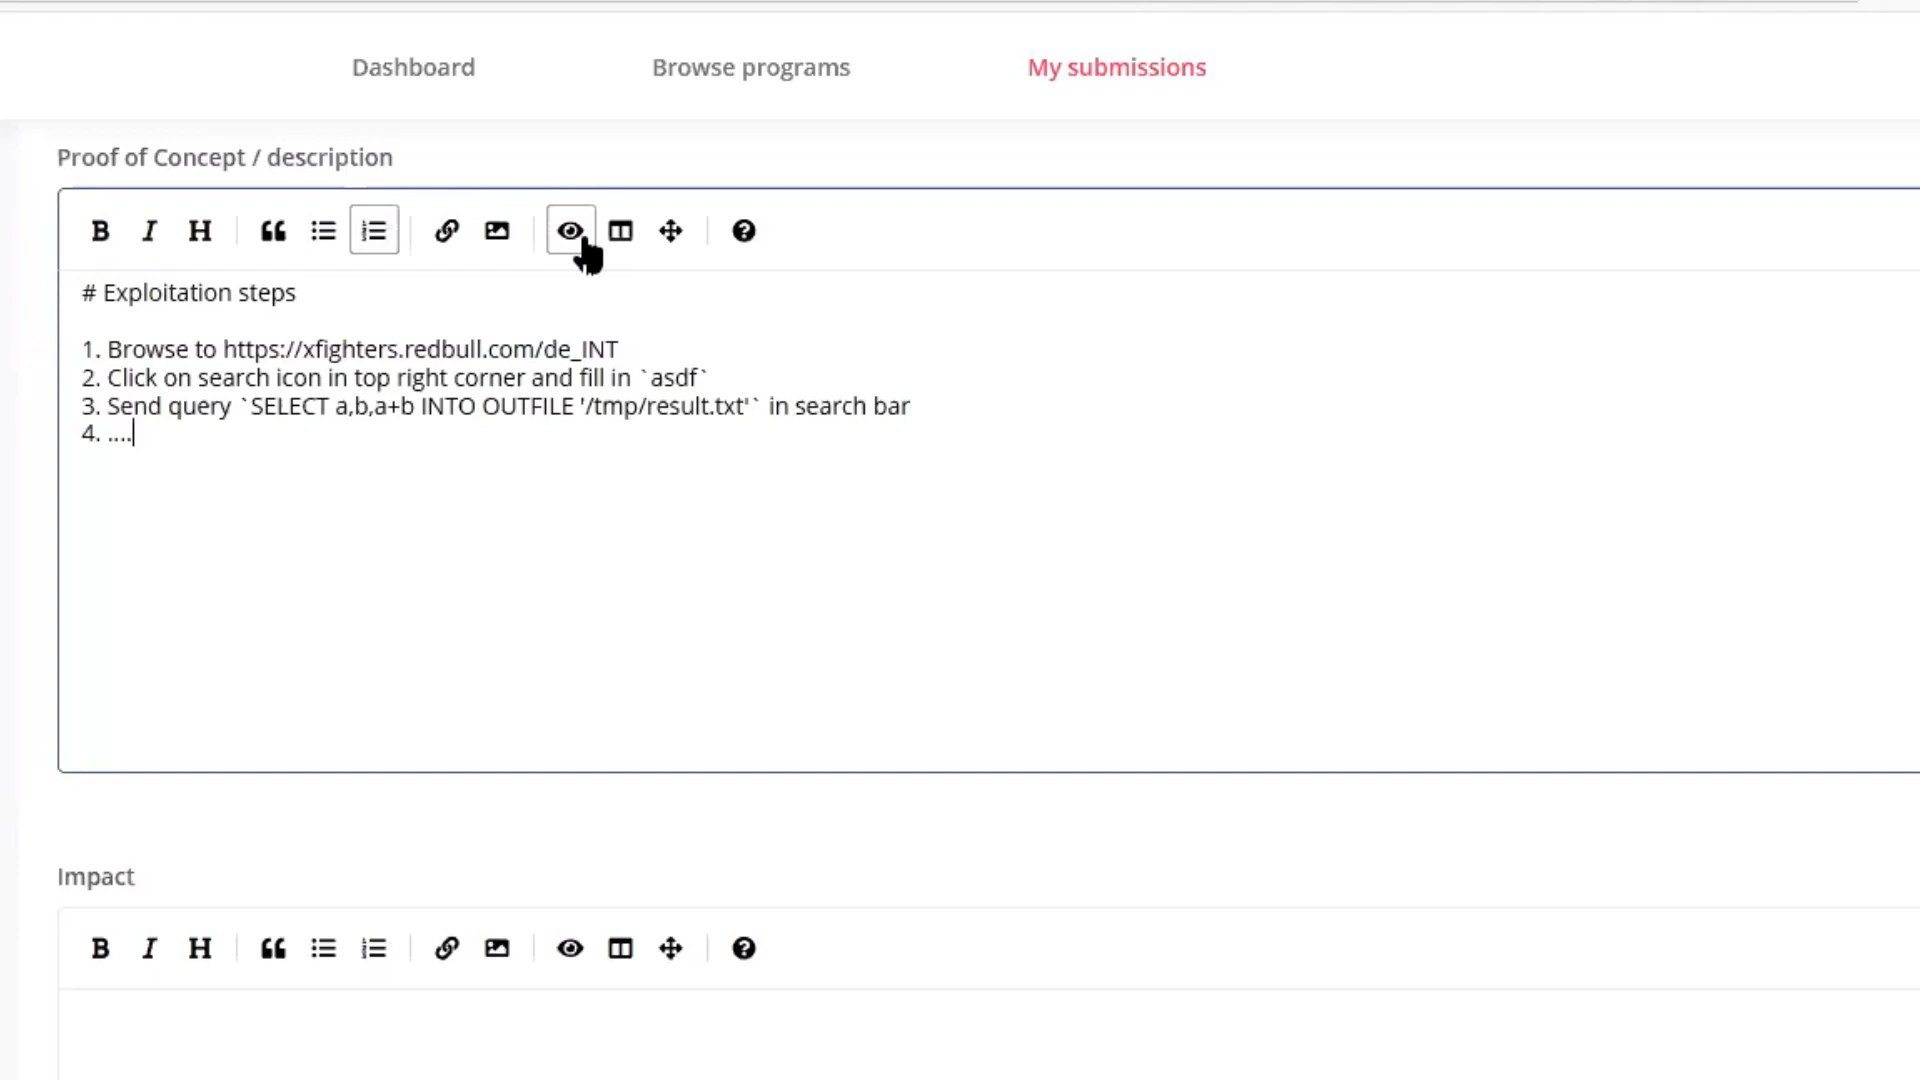 Dashboard Browse programs My submissions
Proof of Concept / description
B I H
# Exploitation steps
1. Browse to https://xfighters.redbull.com/de_INT
2. Click on search icon in top right corner and fill in `asdf`
3. Send query `SELECT a,b,a+b INTO OUTFILE '/tmp/result.txt'` in search bar
4. ....
Impact
B I H